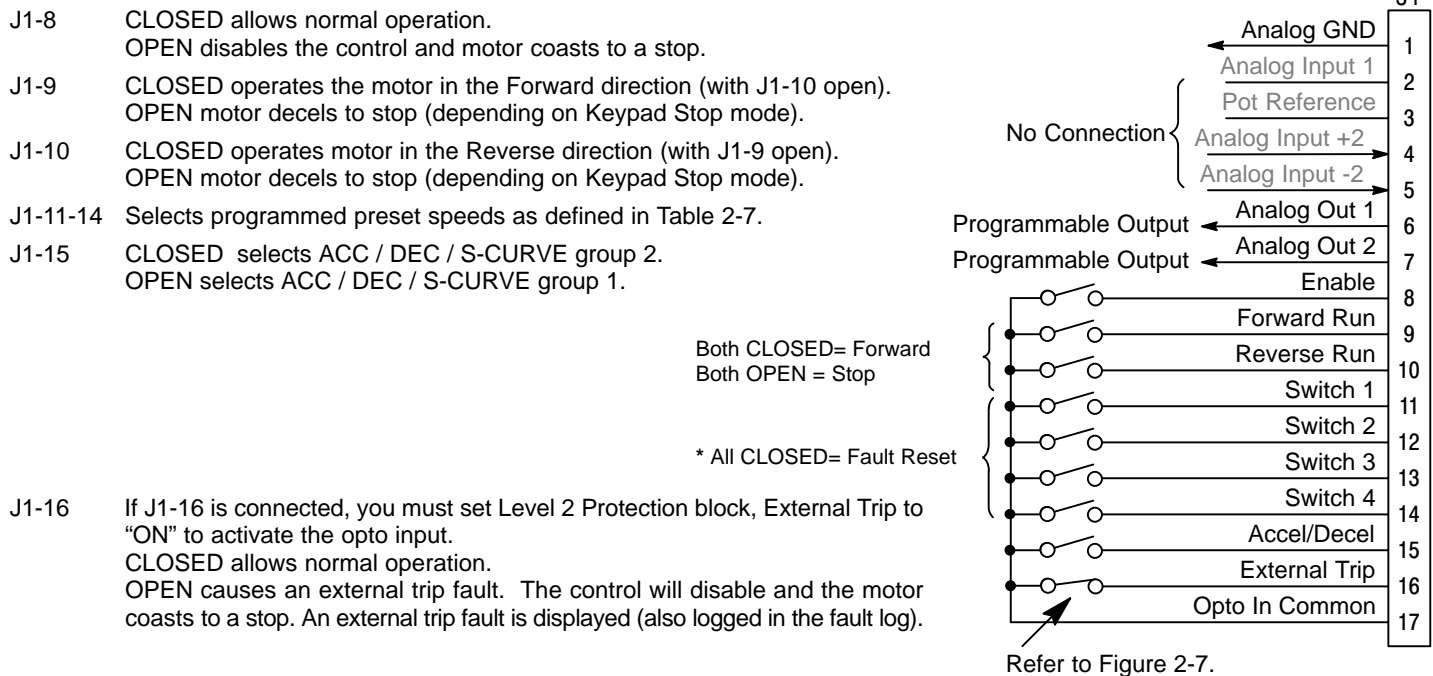 J1-8 CLOSED allows normal operation.
OPEN disables the control and motor coasts to a stop.
J1-9 CLOSED operates the motor in the Forward direction (with J1-10 open).
OPEN motor decels to stop (depending on Keypad Stop mode).
J1-10 CLOSED operates motor in the Reverse direction (with J1-9 open).
OPEN motor decels to stop (depending on Keypad Stop mode).
J1-11-14 Selects programmed preset speeds as defined in Table 2-7.
J1-15 CLOSED selects ACC / DEC / S-CURVE group 2.
OPEN selects ACC / DEC / S-CURVE group 1.
J1-16 If J1-16 is connected, you must set Level 2 Protection block, External Trip to
“ON” to activate the opto input.
CLOSED allows normal operation.
OPEN causes an external trip fault. The control will disable and the motor
coasts to a stop. An external trip fault is displayed (also logged in the fault log).
Analog GND 1
Analog Input 1 2
Pot Reference 3
No Connection
Analog Input +2 4
Analog Input -2 5
Programmable Output Analog Out 1 6
Programmable Output Analog Out 2 7
Enable 8
Forward Run 9
Both CLOSED= Forward
Both OPEN = Stop
Reverse Run 10
Switch 1 11
Switch 2 12
* All CLOSED= Fault Reset
Switch 3 13
Switch 4 14
Accel/Decel 15
External Trip 16
Opto In Common 17
Refer to Figure 2-7.